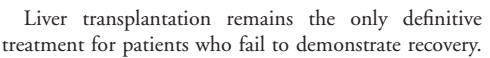 Liver transplantation remains the only definitive
treatment for patients who fail to demonstrate recovery.